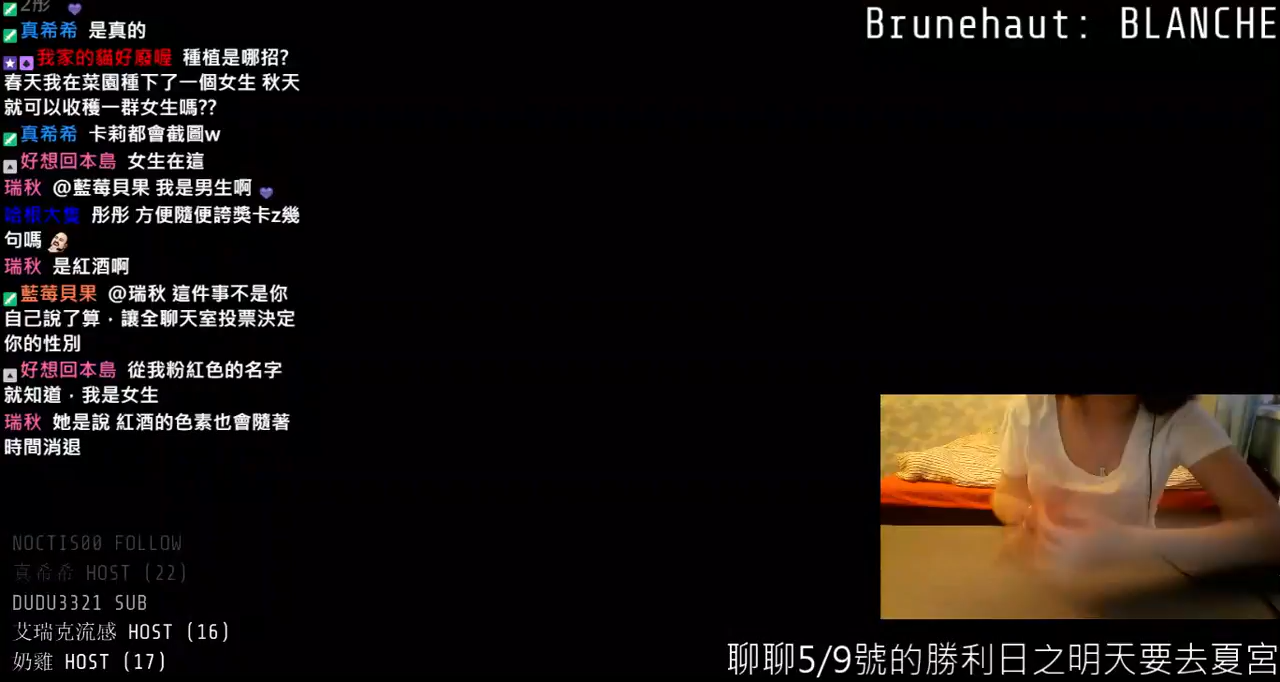 2彤
真希希 是真的
我家的貓好廢喔 種植是哪招?
春天我在菜園種下了一個女生 秋天
就可以收穫一群女生嗎??
真希希 卡莉都會截圖w
好想回本島 女生在這
瑞秋 @藍莓貝果 我是男生啊
哈根大隻 彤彤 方便隨便誇獎卡z幾
句嗎
瑞秋 是紅酒啊
藍莓貝果 @瑞秋 這件事不是你
自己說了算，讓全聊天室投票決定
你的性別
好想回本島 從我粉紅色的名字
就知道，我是女生
瑞秋 她是說 紅酒的色素也會隨著
時間消退
NOCTIS00 FOLLOW
真希希 HOST (22)
DUDU3321 SUB
艾瑞克流感 HOST (16)
奶雞 HOST (17)
Brunehaut: BLANCHE
聊聊5/9號的勝利日之明天要去夏宮